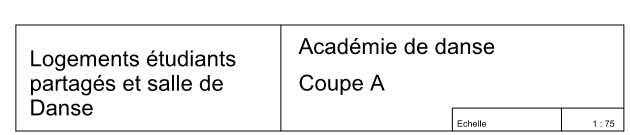 Logements étudiants
partagés et salle de
Danse
Académie de danse
Coupe A
Echelle 1 : 75